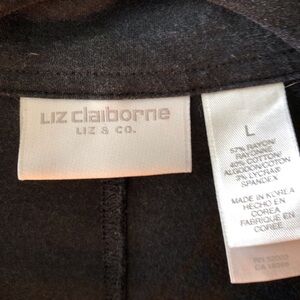 LIZ claiborne
LIZ & CO.
L
57% RAYON/
RAYONNE
40% COTTON/
ALGODON/COTON
3% LYCRA®
SPANDEX
MADE IN KOREA
HECHO EN
COREA
FABRIQUÉ EN
CORÉE